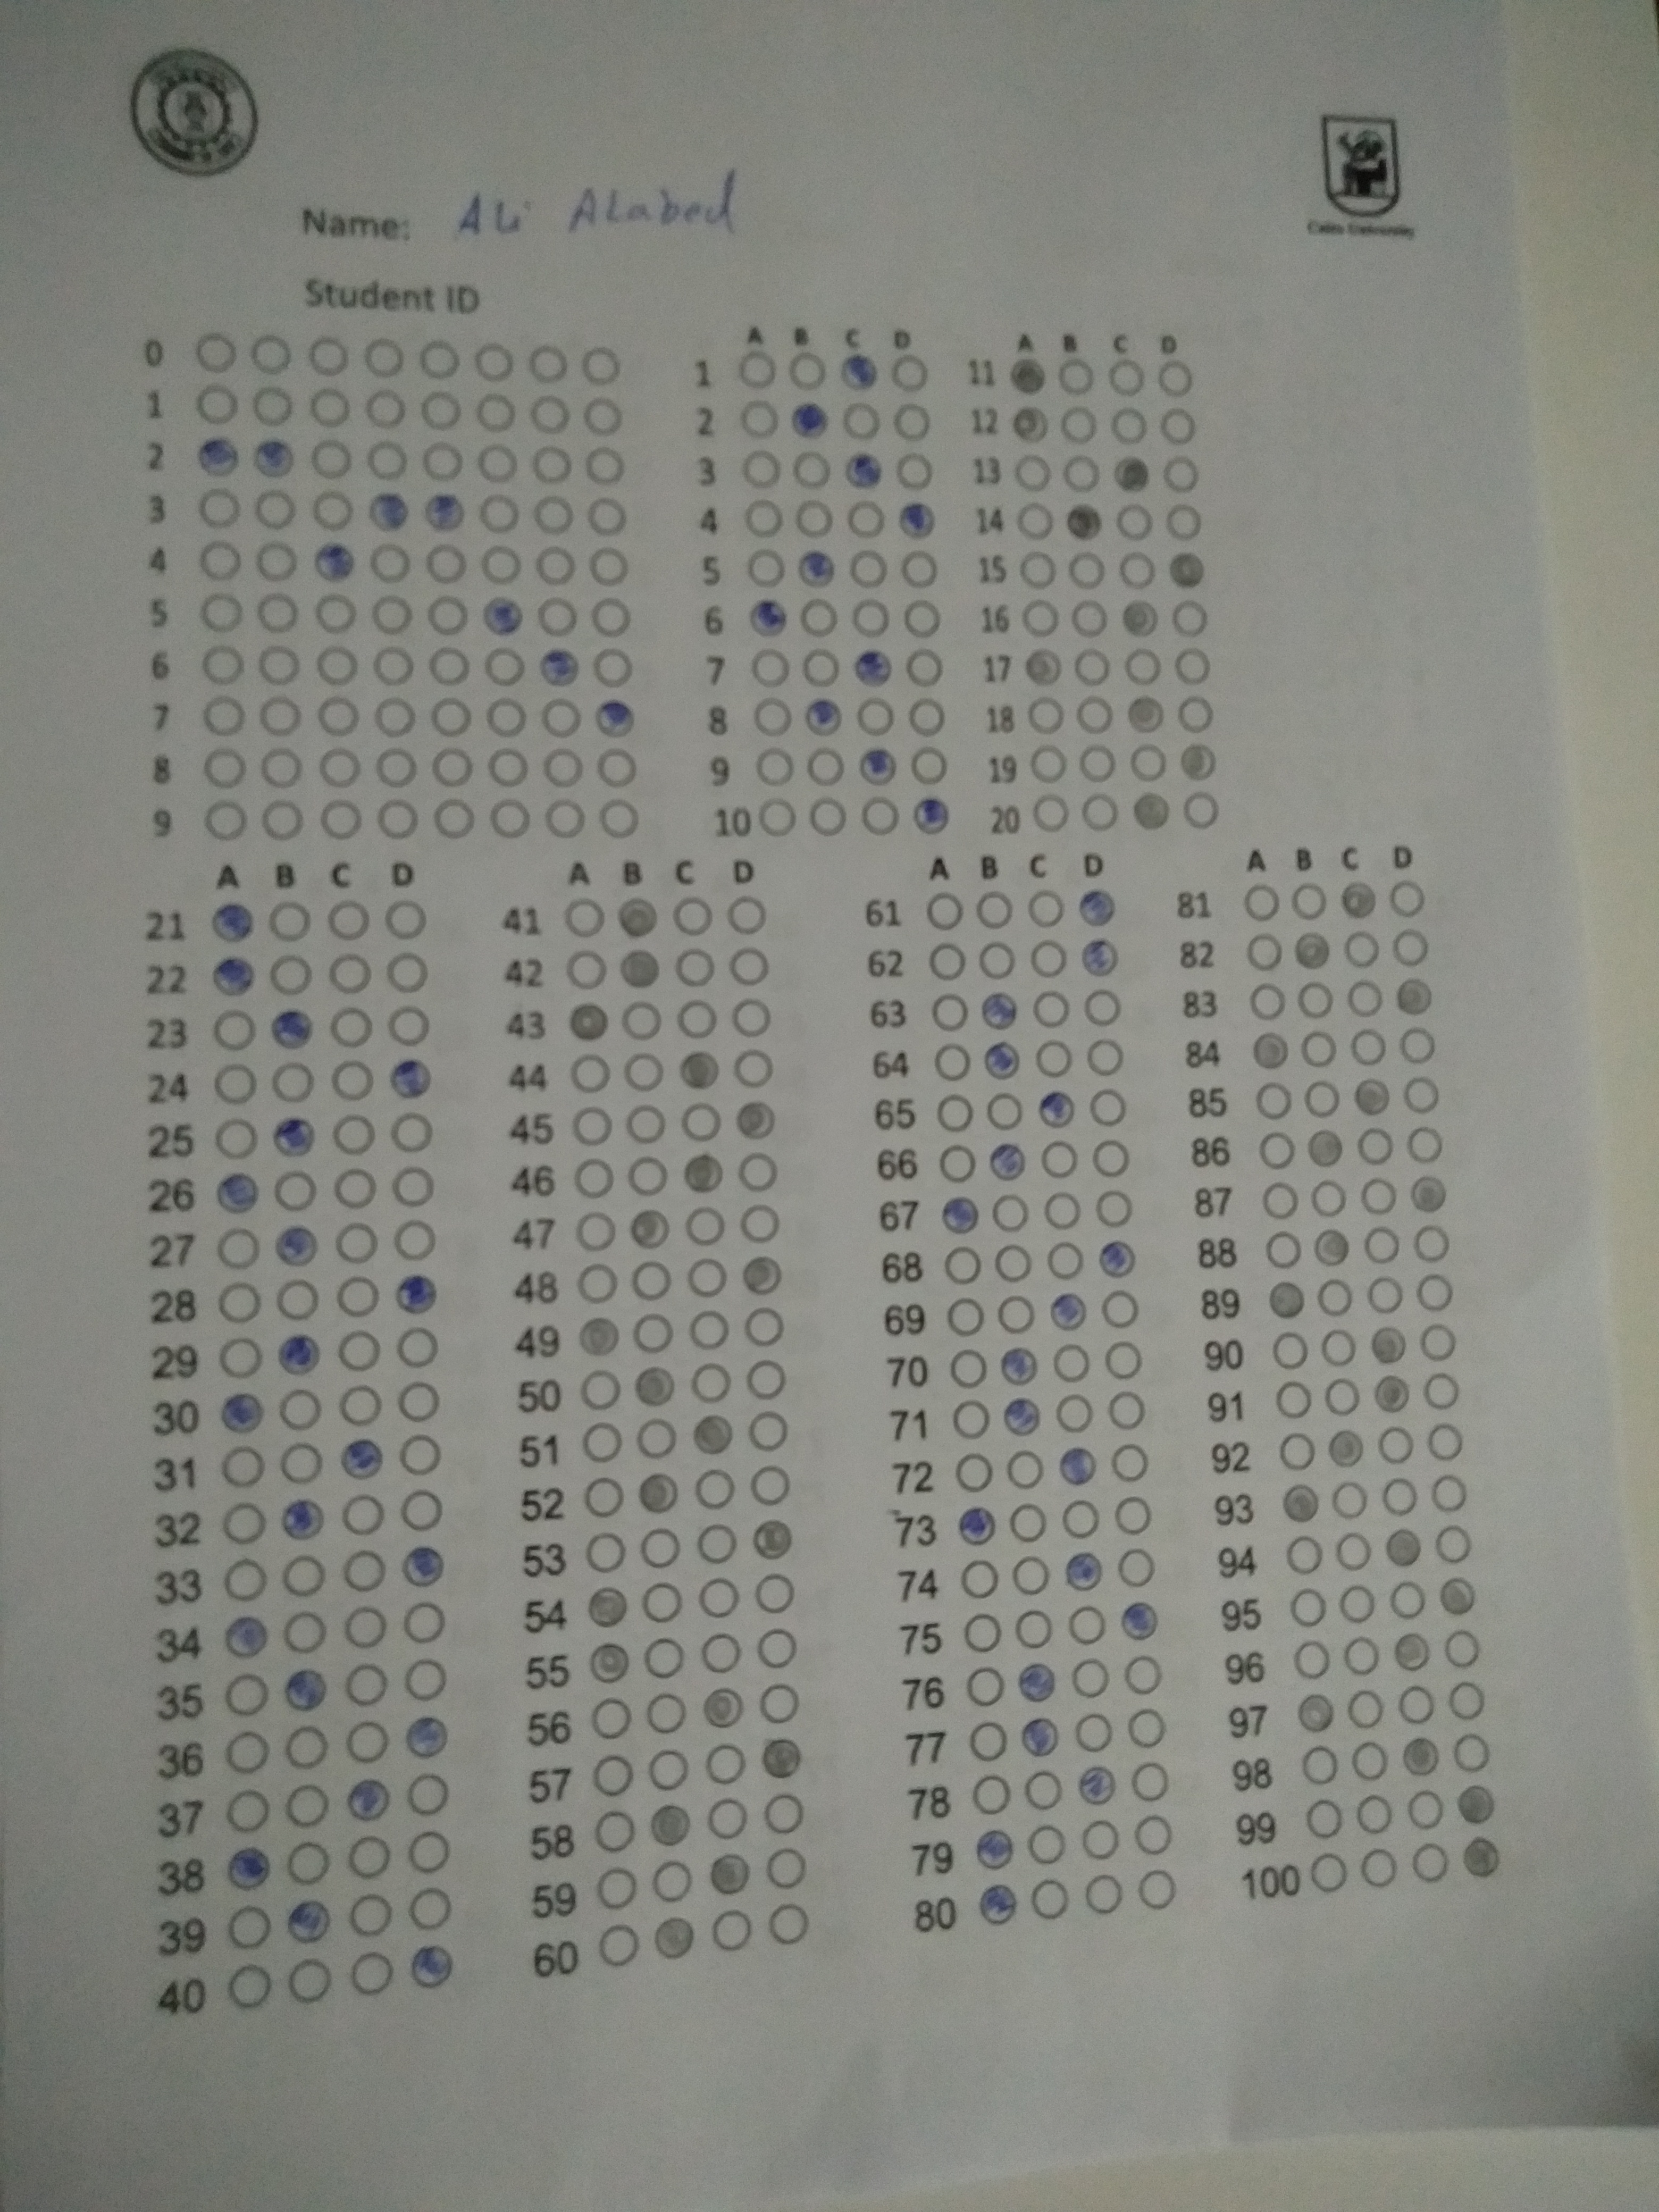 Name: ALi ALabed
Cairo University
Student ID
A B C D A B C D
0 1 11
1 2 12
2 3 13
3 4 14
4 5 15
5 6 16
6 7 17
7 8 18
8 9 19
9 10 20
A B C D A B C D A B C D A B C D
21 41 61 81
22 42 62 82
23 43 63 83
24 44 64 84
25 45 65 85
26 46 66 86
27 47 67 87
28 48 68 88
29 49 69 89
30 50 70 90
31 51 71 91
32 52 72 92
33 53 73 93
34 54 74 94
35 55 75 95
36 56 76 96
37 57 77 97
38 58 78 98
39 59 79 99
40 60 80 100